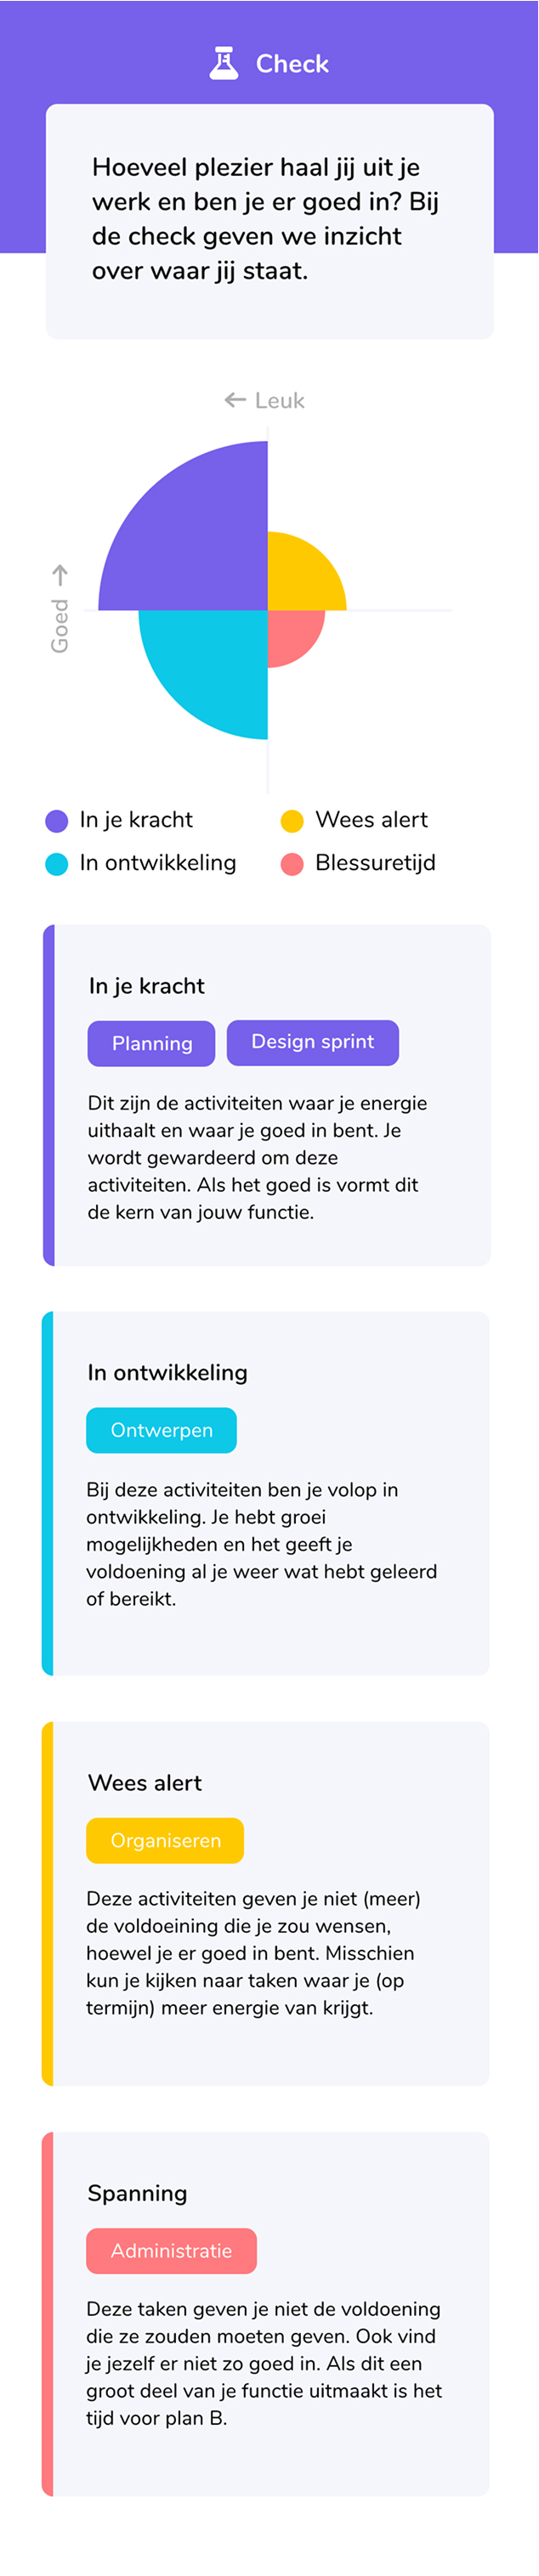 Check
Hoeveel plezier haal jij uit je
werk en ben je er goed in? Bij
de check geven we inzicht
over waar jij staat.
← Leuk
Goed →
In je kracht
Wees alert
In ontwikkeling
Blessuretijd
In je kracht
Planning
Design sprint
Dit zijn de activiteiten waar je energie
uithaalt en waar je goed in bent. Je
wordt gewardeerd om deze
activiteiten. Als het goed is vormt dit
de kern van jouw functie.
In ontwikkeling
Ontwerpen
Bij deze activiteiten ben je volop in
ontwikkeling. Je hebt groei
mogelijkheden en het geeft je
voldoening al je weer wat hebt geleerd
of bereikt.
Wees alert
Organiseren
Deze activiteiten geven je niet (meer)
de voldoeining die je zou wensen,
hoewel je er goed in bent. Misschien
kun je kijken naar taken waar je (op
termijn) meer energie van krijgt.
Spanning
Administratie
Deze taken geven je niet de voldoening
die ze zouden moeten geven. Ook vind
je jezelf er niet zo goed in. Als dit een
groot deel van je functie uitmaakt is het
tijd voor plan B.